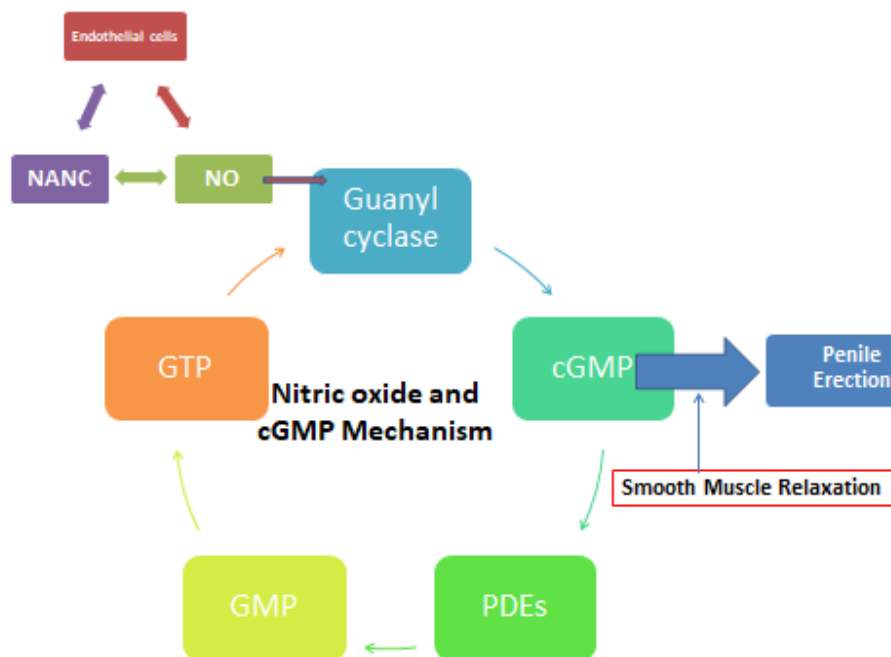 Endothelial cells
NANC
NO
Guanyl
cyclase
GTP
cGMP
Penile
Erection
Nitric oxide and
cGMP Mechanism
Smooth Muscle Relaxation
GMP
PDEs